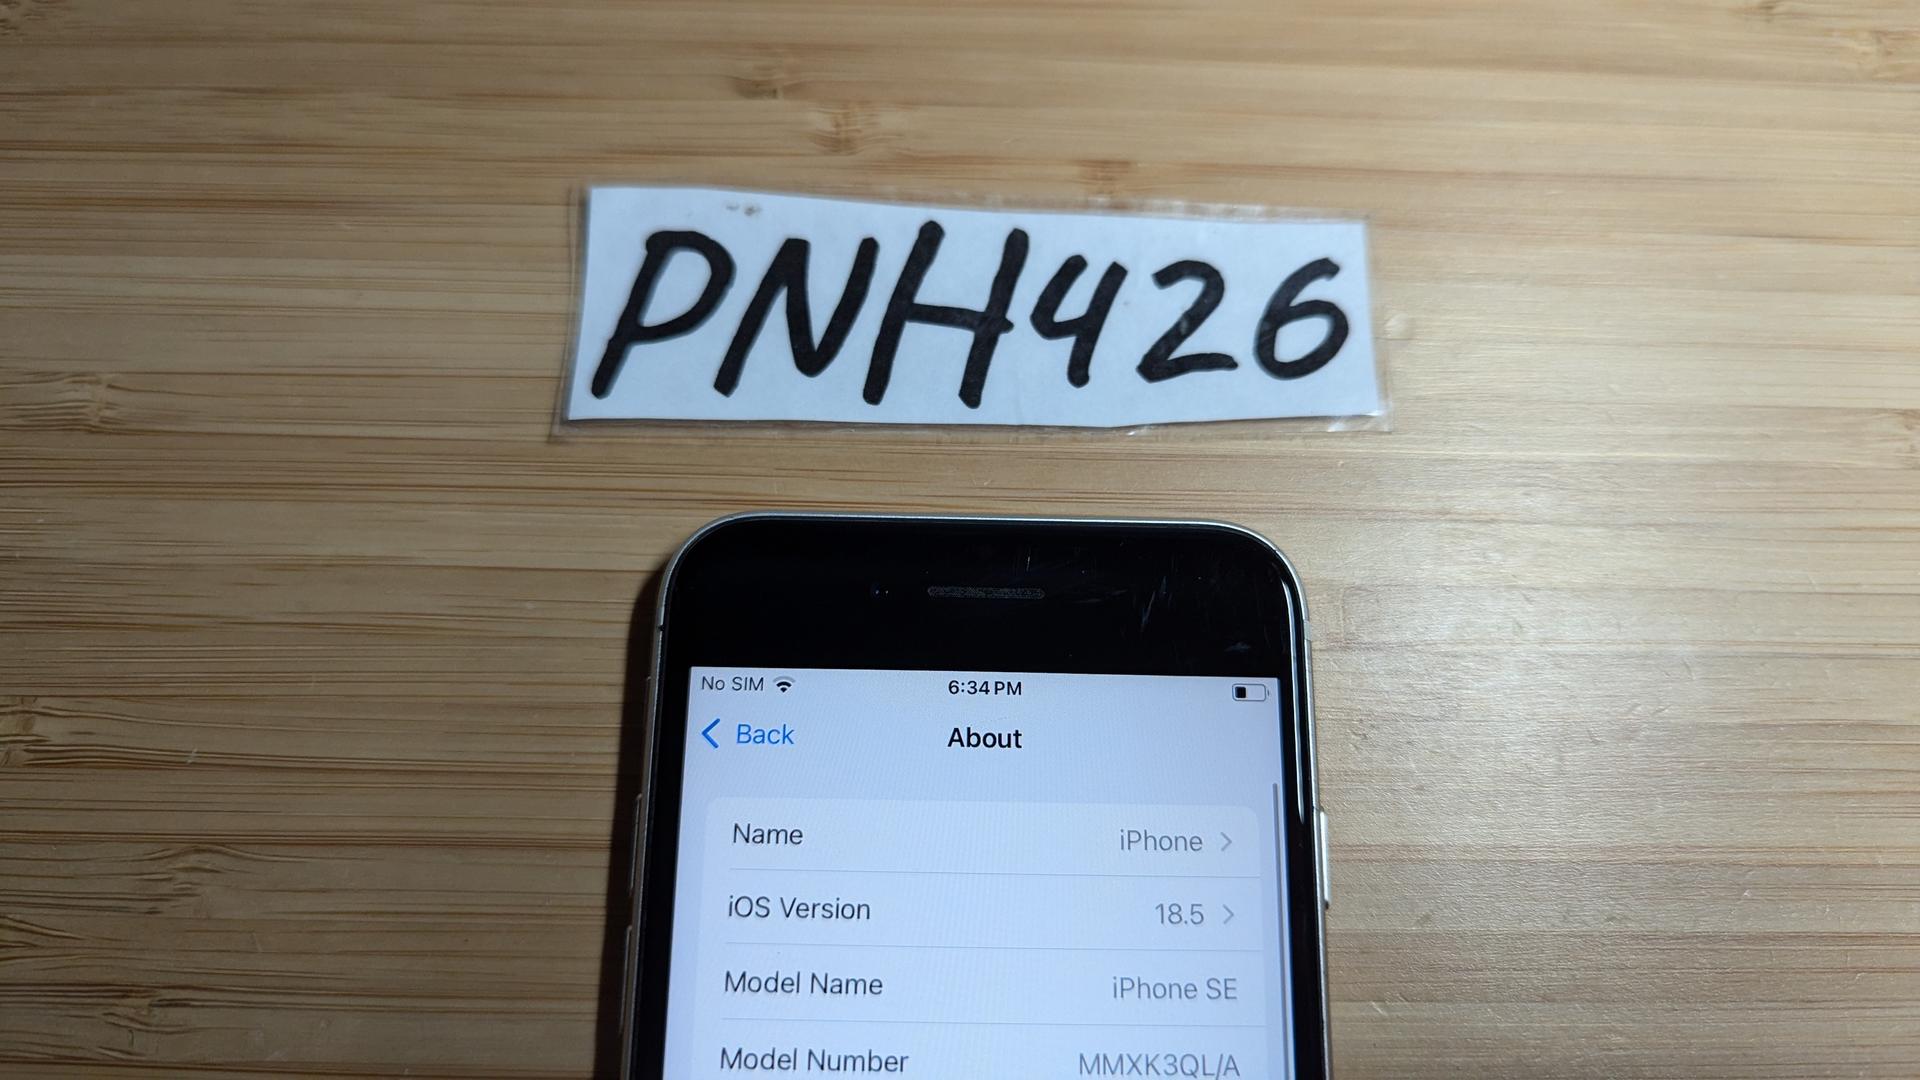 PNH426
No SIM 6:34 PM
Back About
Name iPhone
iOS Version 18.5
Model Name iPhone SE
Model Number MMXK3QL/A